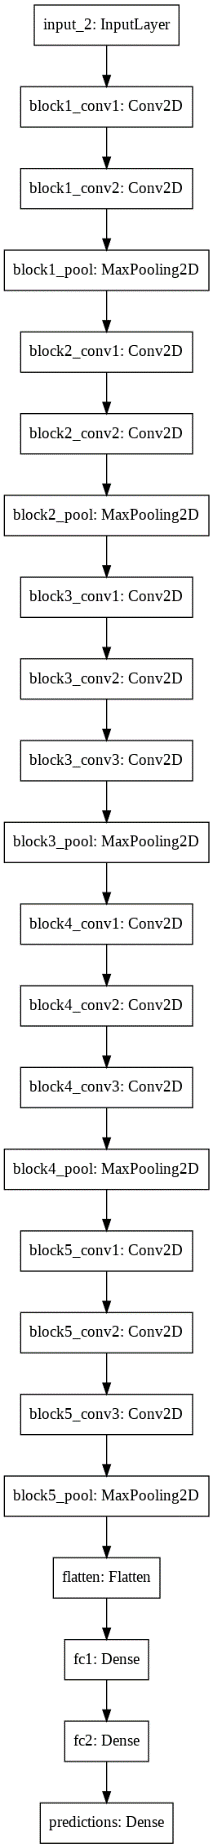 input_2: InputLayer
block1_conv1: Conv2D
block1_conv2: Conv2D
block1_pool: MaxPooling2D
block2_conv1: Conv2D
block2_conv2: Conv2D
block2_pool: MaxPooling2D
block3_conv1: Conv2D
block3_conv2: Conv2D
block3_conv3: Conv2D
block3_pool: MaxPooling2D
block4_conv1: Conv2D
block4_conv2: Conv2D
block4_conv3: Conv2D
block4_pool: MaxPooling2D
block5_conv1: Conv2D
block5_conv2: Conv2D
block5_conv3: Conv2D
block5_pool: MaxPooling2D
flatten: Flatten
fc1: Dense
fc2: Dense
predictions: Dense